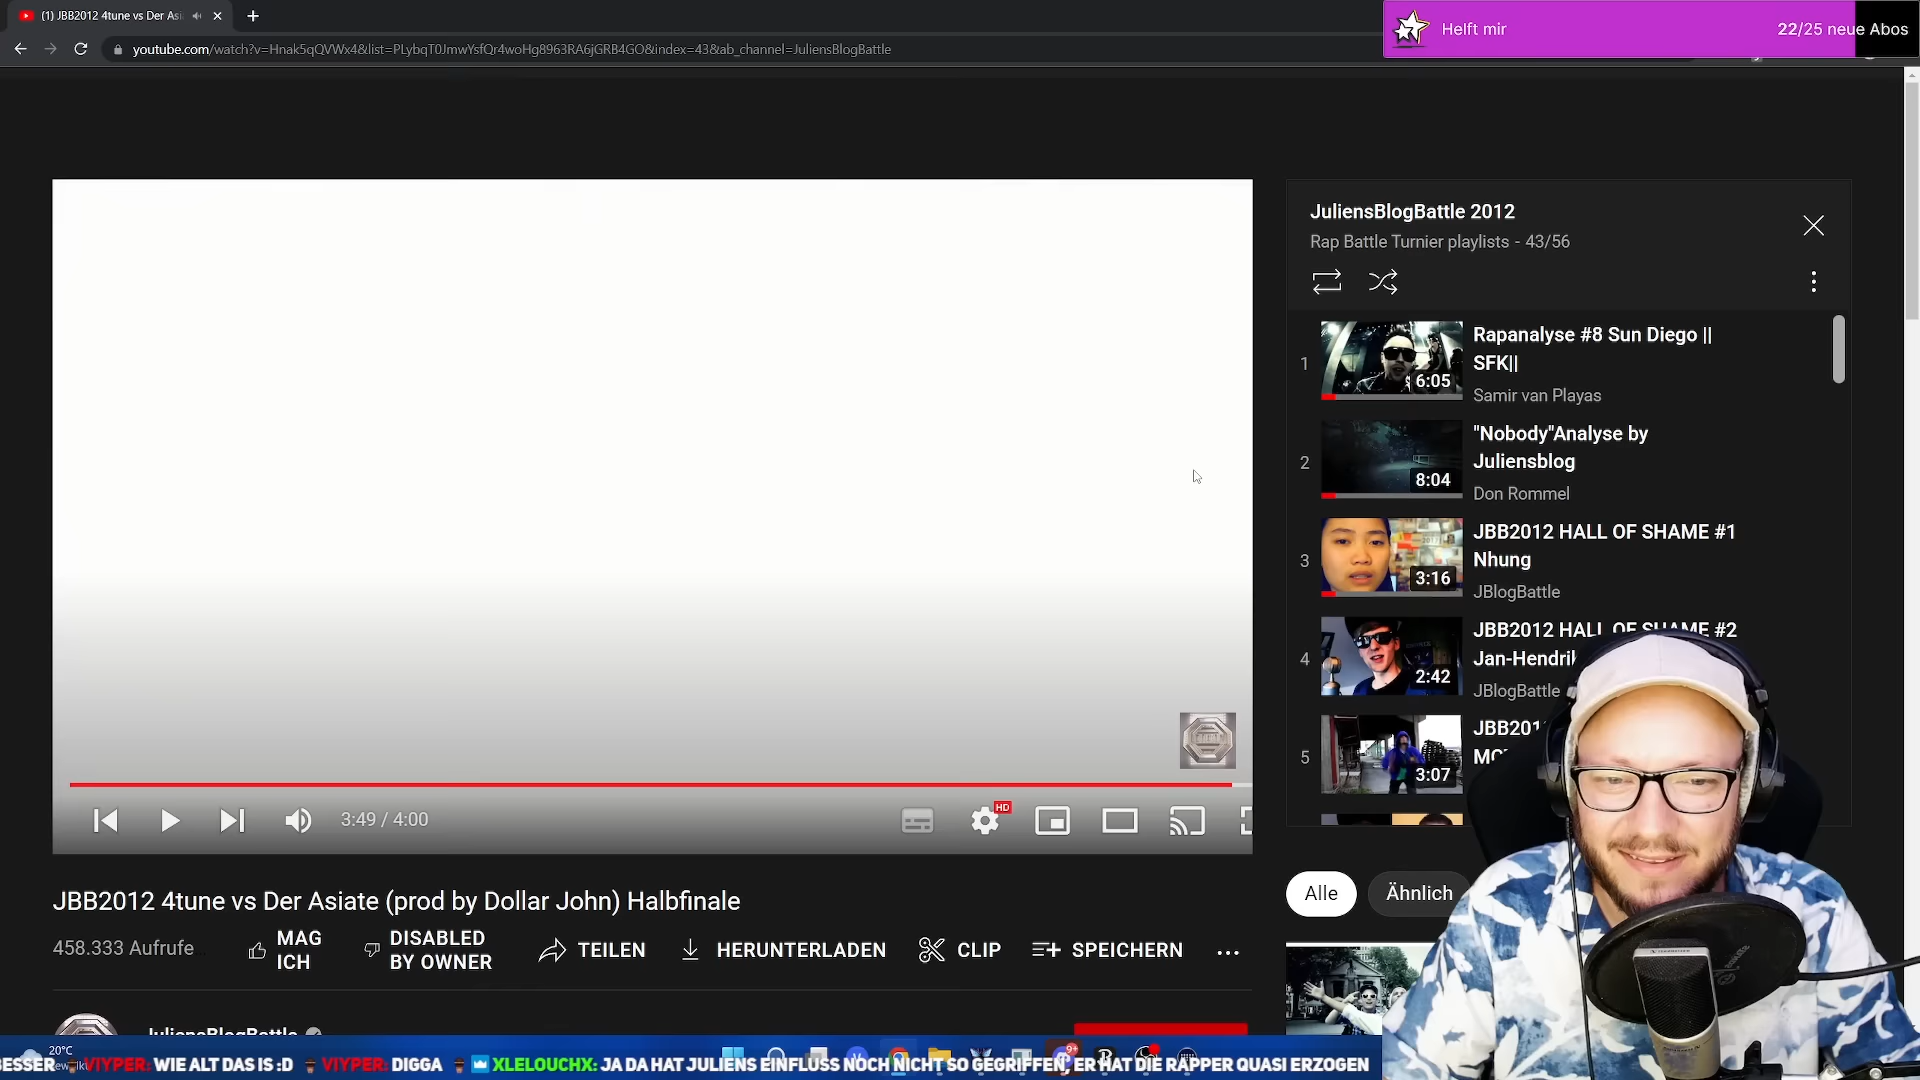 (1) JBB2012 4tune vs Der Asi
youtube.com/watch?v=Hnak5qQVWx4&list=PLybqT0JmwYsfQr4woHg8963RA6jGRB4GO&index=43&ab_channel=JuliensBlogBattle
Helft mir
22/25 neue Abos
JuliensBlogBattle 2012
Rap Battle Turnier playlists - 43/56
1
6:05
Rapanalyse #8 Sun Diego ||
SFK||
Samir van Playas
2
8:04
"Nobody"Analyse by
Juliensblog
Don Rommel
3
3:16
JBB2012 HALL OF SHAME #1
Nhung
JBlogBattle
4
2:42
JBB2012 HALL OF SHAME #2
Jan-Hendrik
JBlogBattle
5
3:07
3:49 / 4:00
HD
JBB2012 4tune vs Der Asiate (prod by Dollar John) Halbfinale
458.333 Aufrufe
MAG
ICH
DISABLED
BY OWNER
TEILEN
HERUNTERLADEN
CLIP
SPEICHERN
Alle
Ähnlich
JuliensBlogBattle
20°C
9+
BESSER VIYPER: WIE ALT DAS IS :D VIYPER: DIGGA XLELOUCHX: JA DA HAT JULIENS EINFLUSS NOCH NICHT SO GEGRIFFEN, ER HAT DIE RAPPER QUASI ERZOGEN